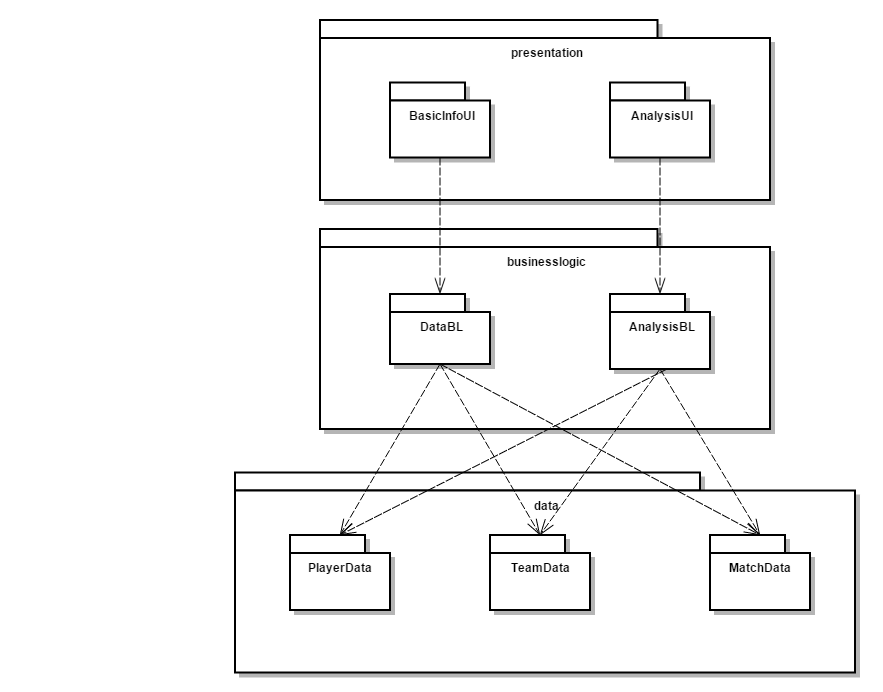 presentation
BasicInfoUI
AnalysisUI
businesslogic
DataBL
AnalysisBL
data
PlayerData
TeamData
MatchData